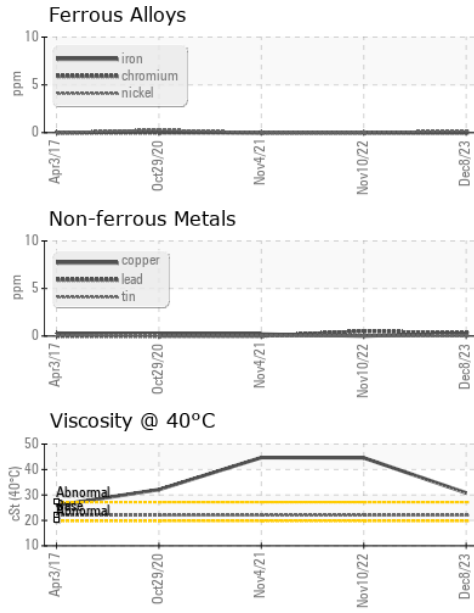 Ferrous Alloys
10
5
0
ppm
iron
chromium
nickel
Apr3/17
Oct29/20
Nov4/21
Nov10/22
Dec8/23
Non-ferrous Metals
10
5
0
ppm
copper
lead
tin
Apr3/17
Oct29/20
Nov4/21
Nov10/22
Dec8/23
Viscosity @ 40°C
50
40
30
20
10
cSt (40°C)
Abnormal
Base
Abnormal
Apr3/17
Oct29/20
Nov4/21
Nov10/22
Dec8/23